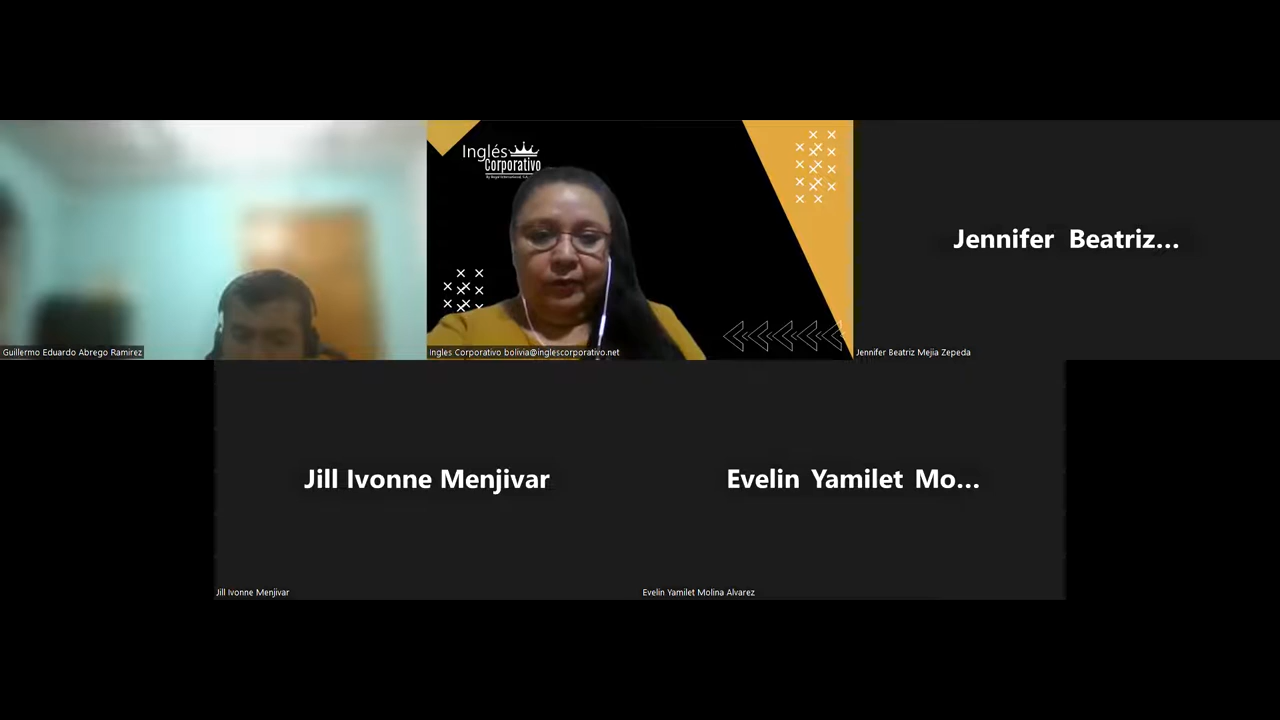 Inglés
Corporativo
Jennifer Beatriz...
Guillermo Eduardo Abrego Ramirez
Ingles Corporativo bolivia@inglescorporativo.net
Jennifer Beatriz Mejia Zepeda
Jill Ivonne Menjivar
Evelin Yamilet Mo...
Jill Ivonne Menjivar
Evelin Yamilet Molina Alvarez